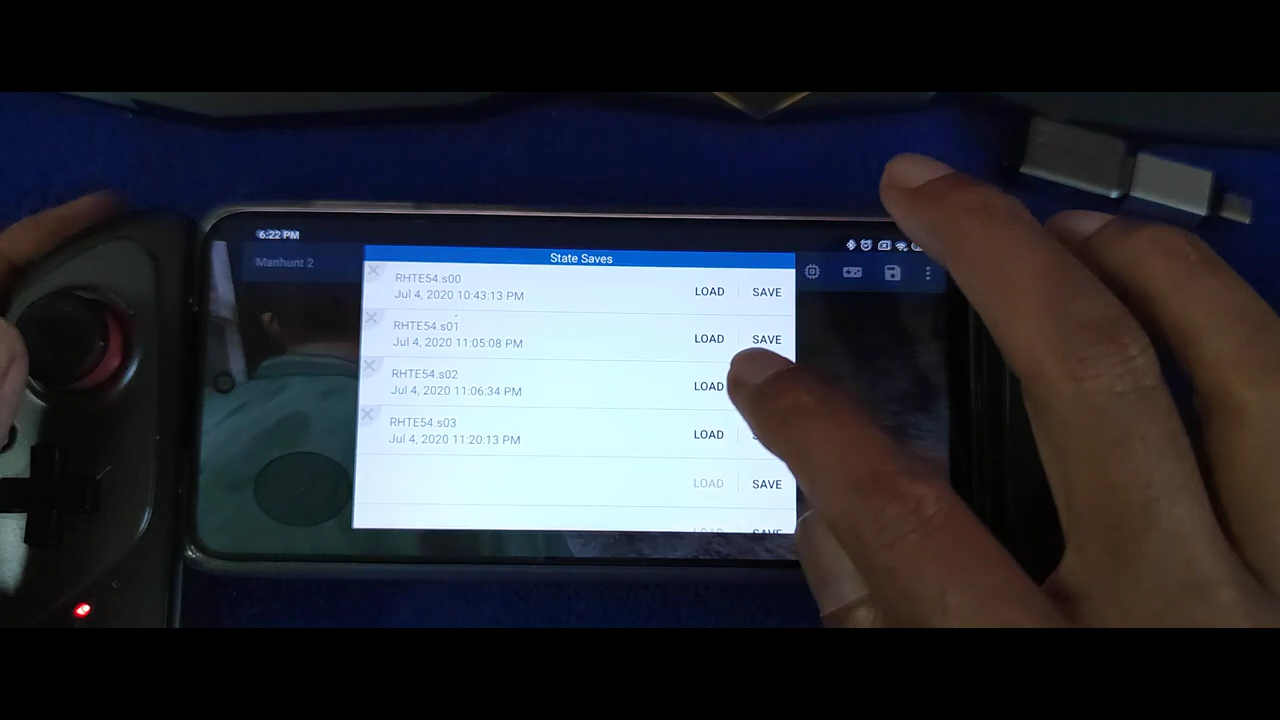 6:22 PM
Manhunt 2
State Saves
RHTE54.s00
Jul 4, 2020 10:43:13 PM
LOAD
SAVE
RHTE54.s01
Jul 4, 2020 11:05:08 PM
LOAD
SAVE
RHTE54.s02
Jul 4, 2020 11:06:34 PM
LOAD
RHTE54.s03
Jul 4, 2020 11:20:13 PM
LOAD
LOAD
SAVE
LOAD
SAVE